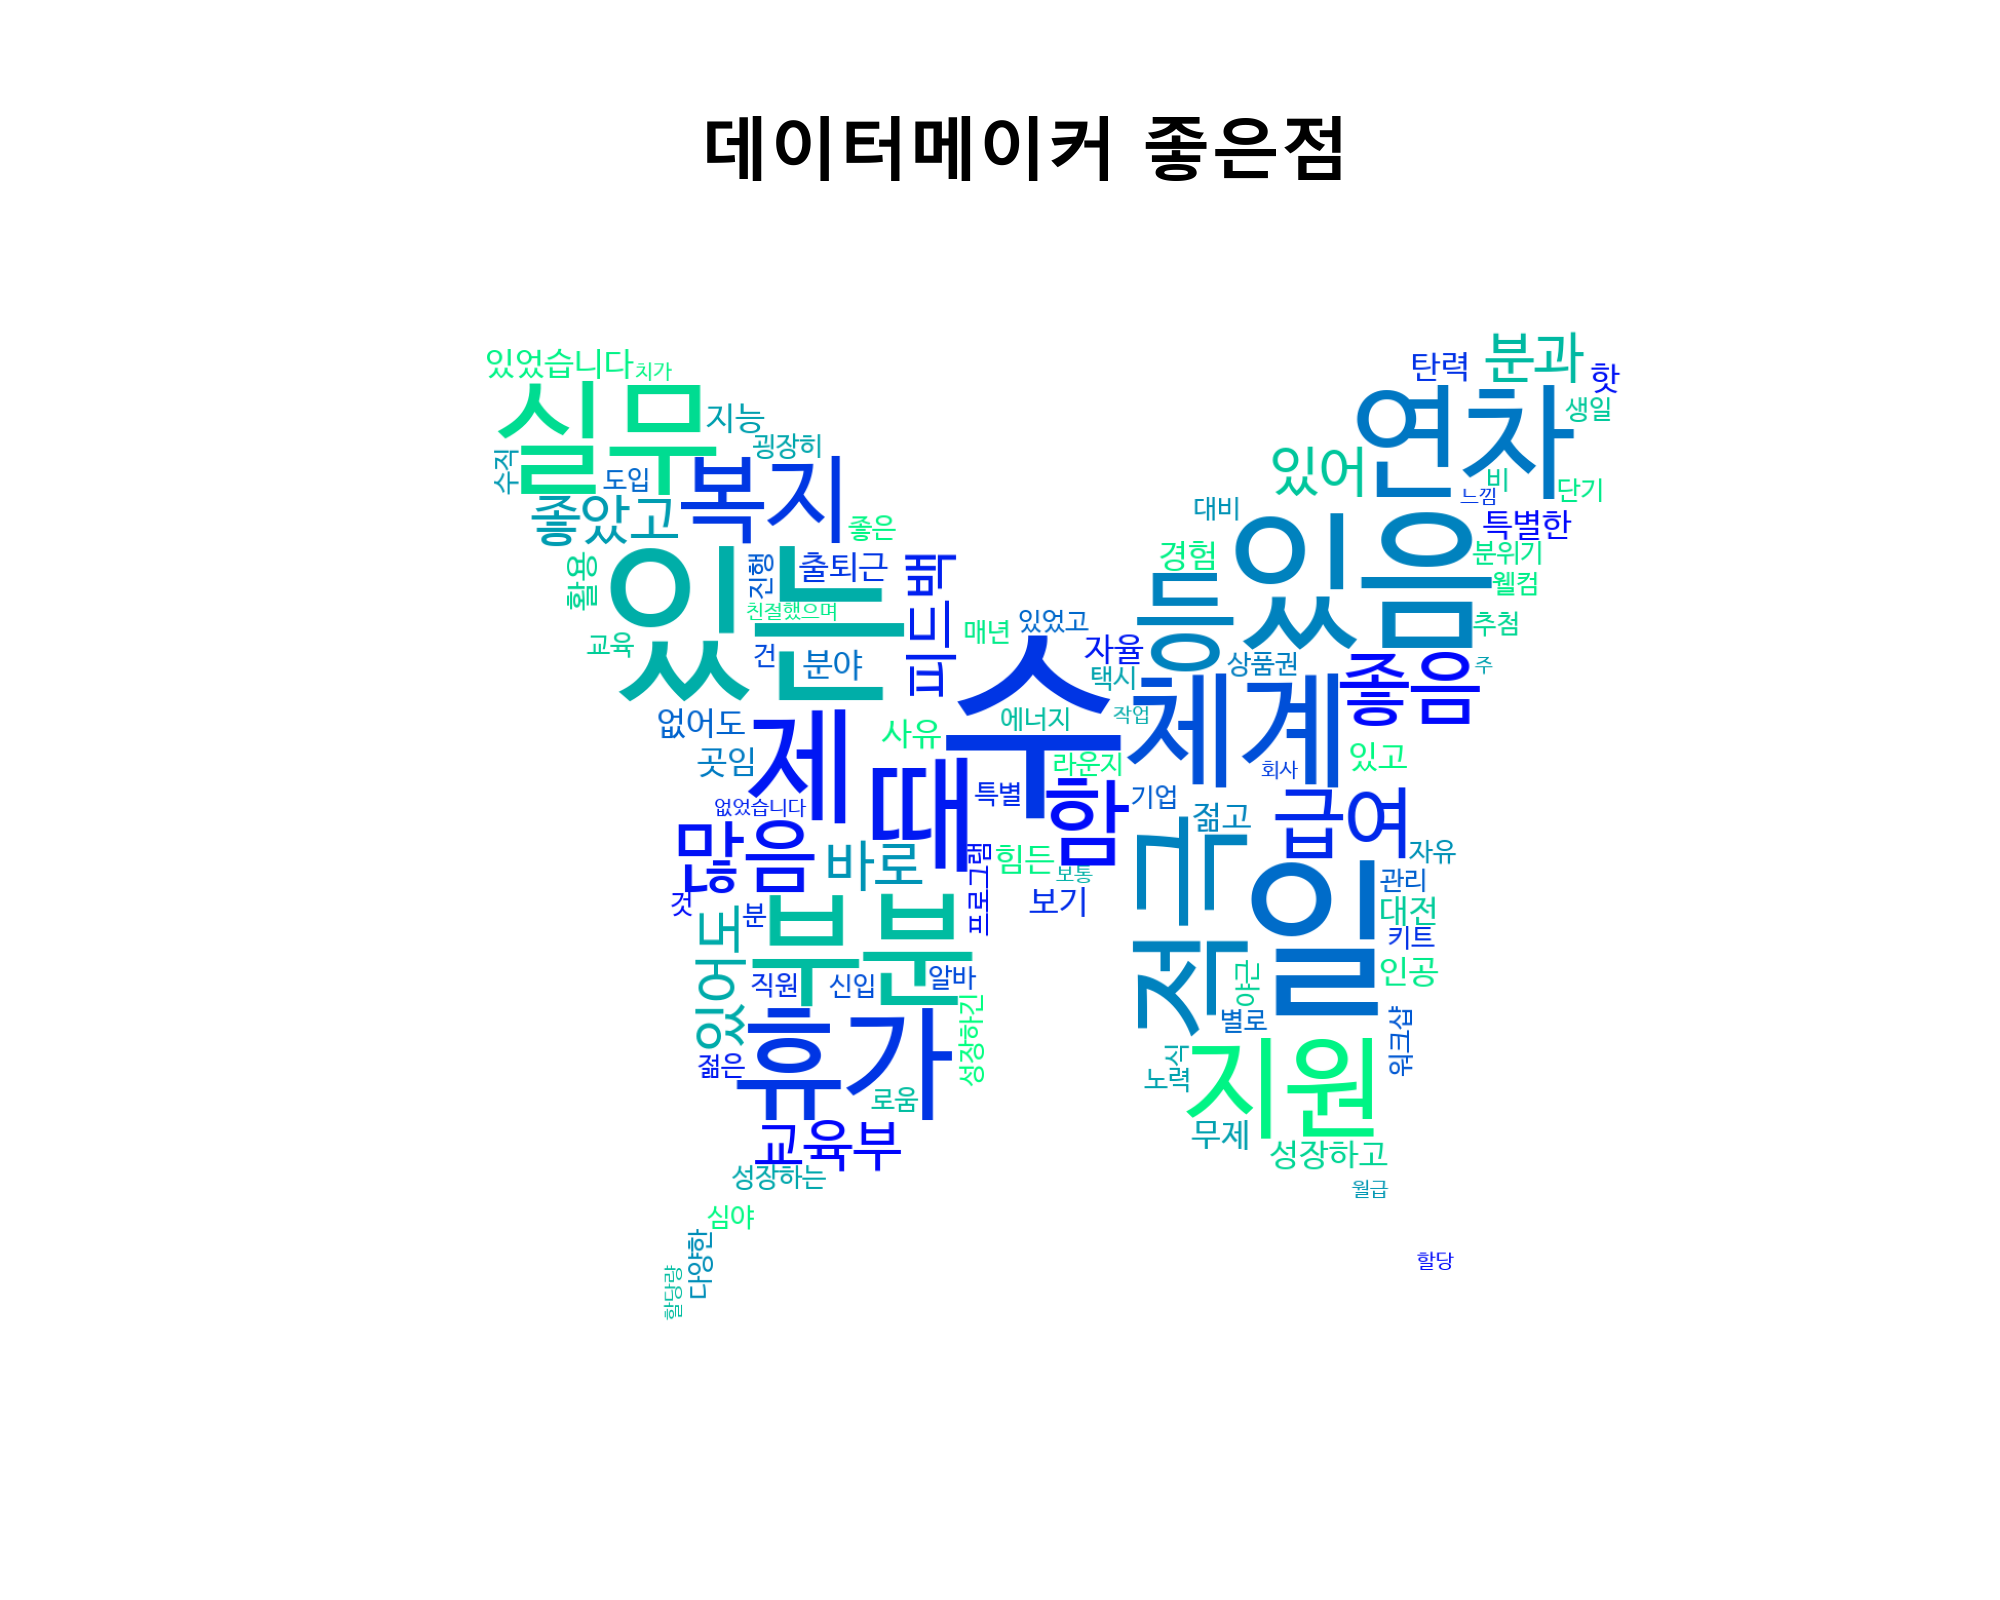 데이터메이커 좋은점
있었습니다
치가
실무
지능
굉장히
수직
도입
복지
좋았고
좋은
있는
진행
출퇴근
활용
친절했으며
피드백
교육
건
분야
매년
있었고
자율
택시
수
에너지
작업
라운지
없어도
곳임
제
사유
때
특별
함
기업
없었습니다
많음
바로
프로그램
힘든
보통
보기
것
분
있어서
부분
직원
신입
알바
성장하긴
젊은
휴가
로움
교육부
성장하는
심야
다양한
할당량
탄력
분과
핫
연차
생일
있어
비
느낌
단기
대비
특별한
있음
경험
분위기
웰컴
등
추첨
상품권
좋음
주
체계
회사
있고
급여
젊고
적극
자유
일
관리
대전
키트
인공
야근
별로
워크샵
식
노력
지원
무제
성장하고
월급
할당